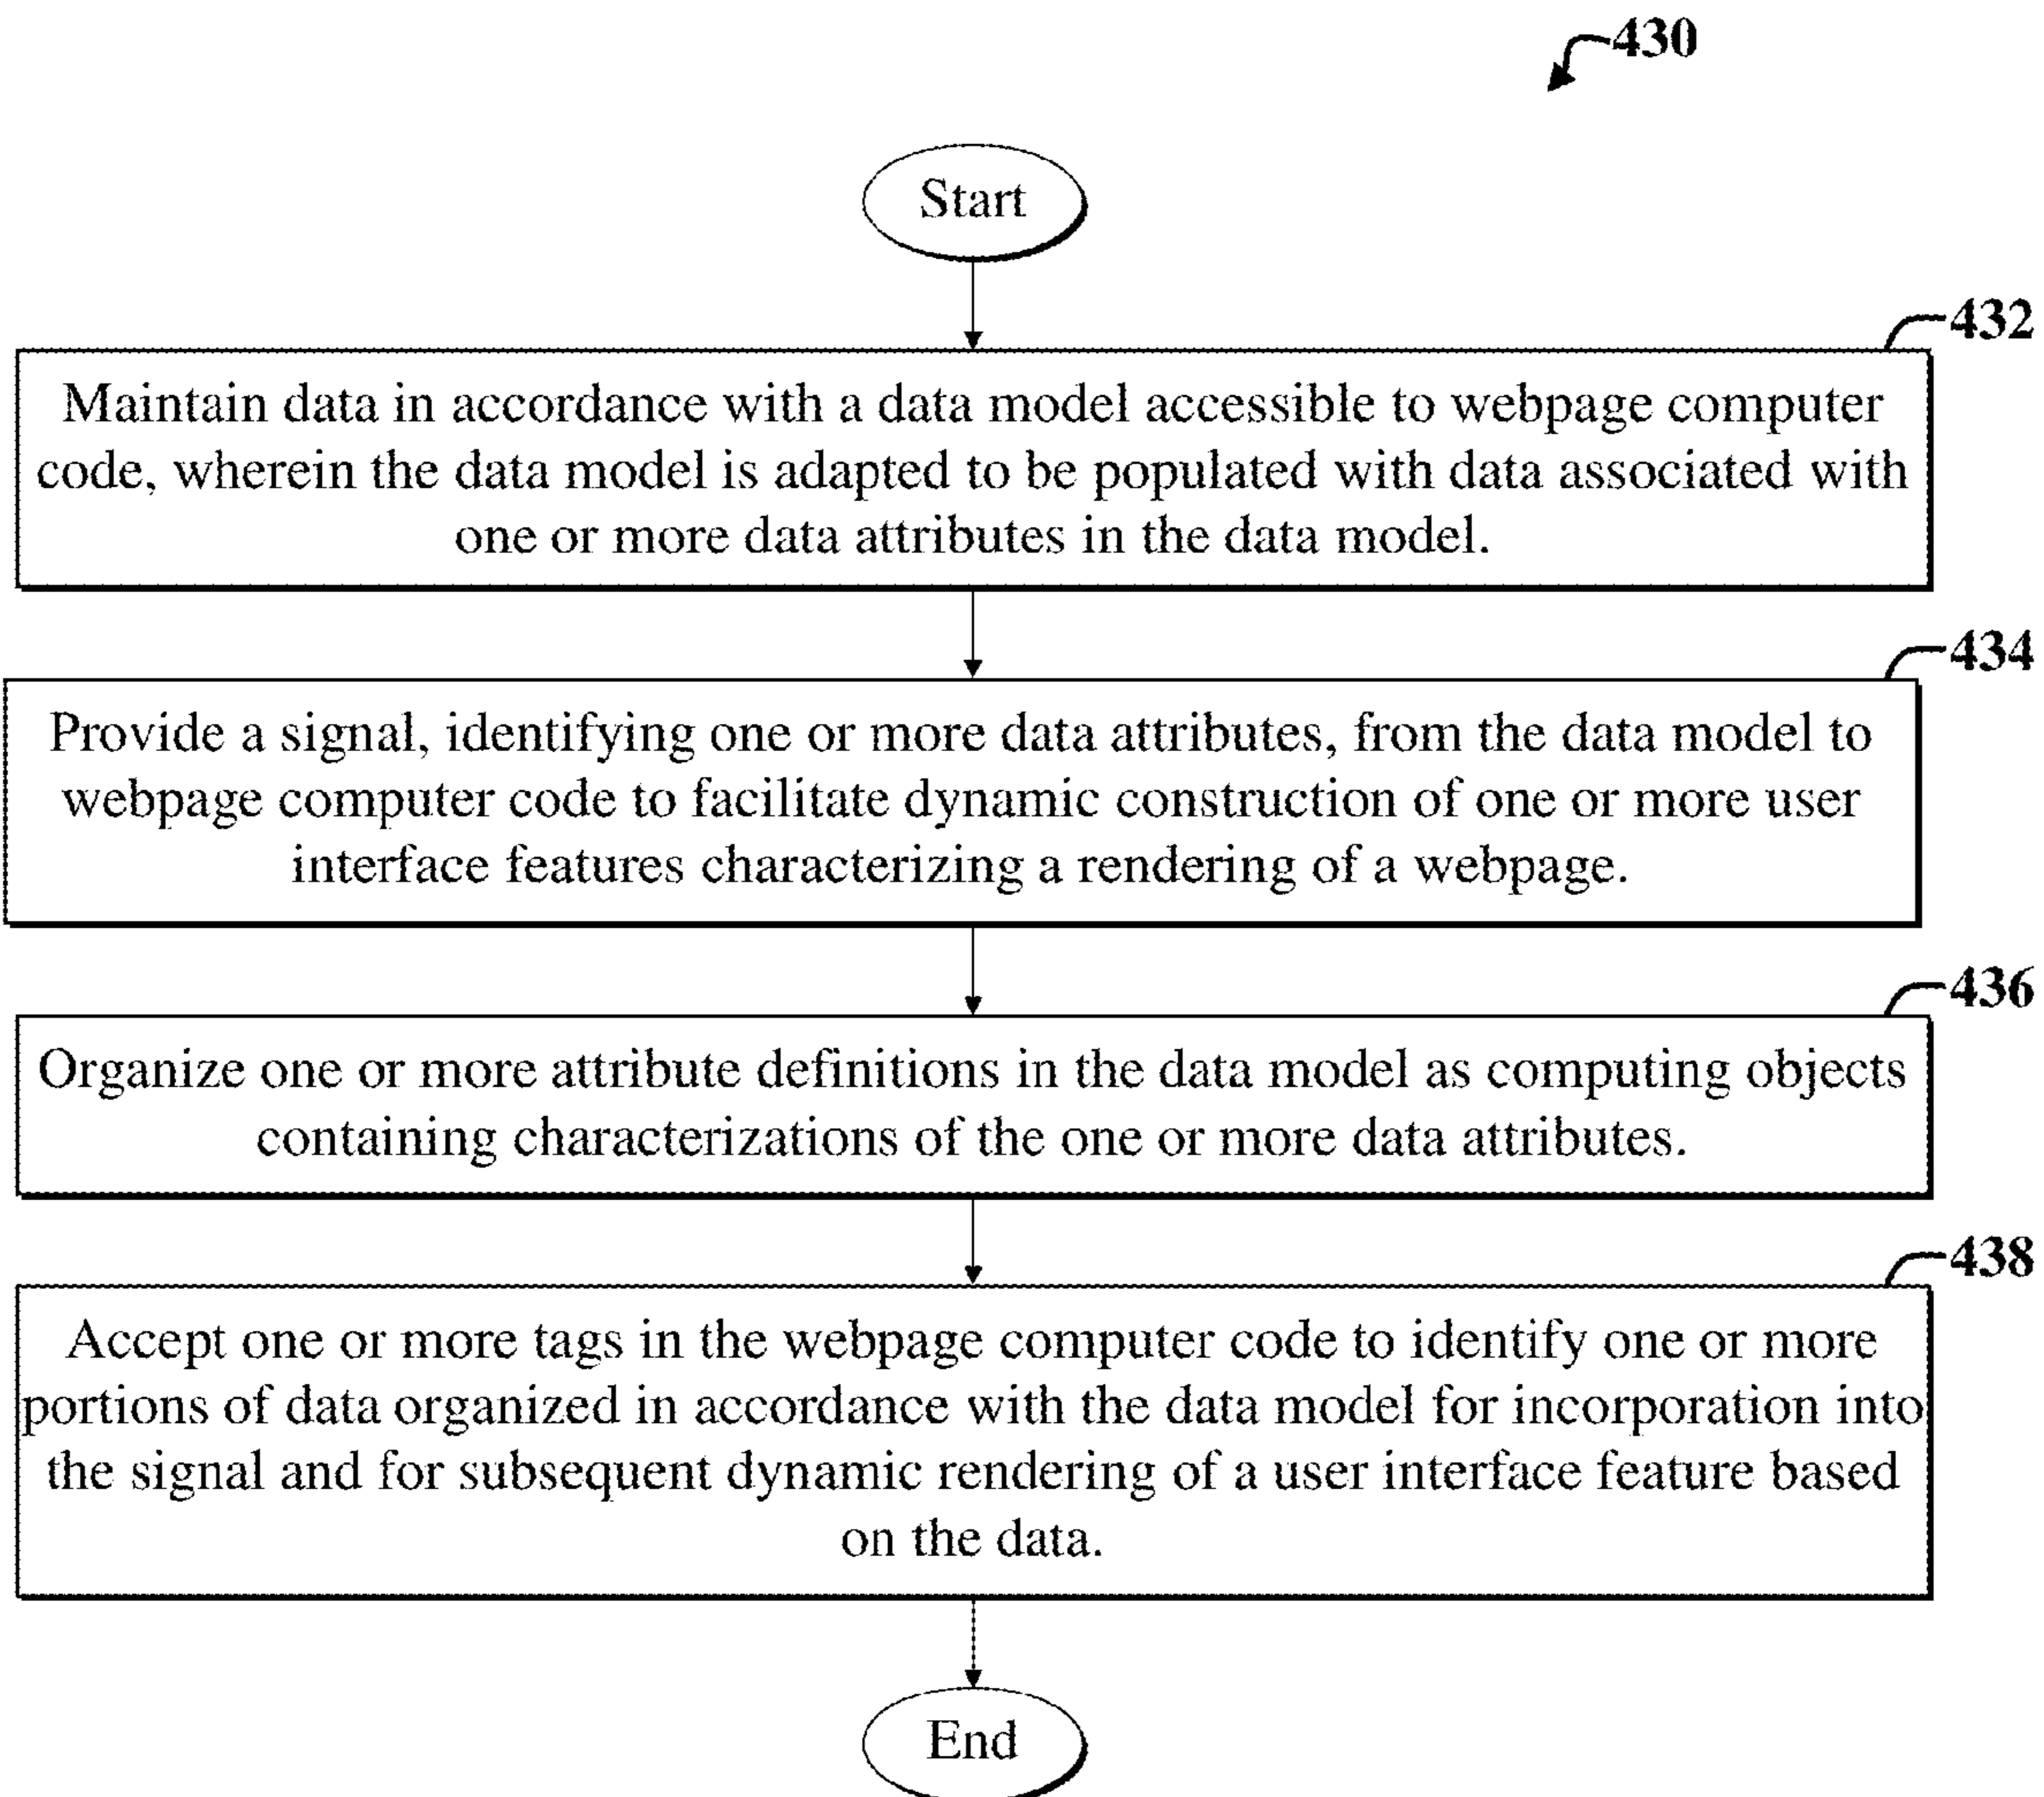 430
Start
432
Maintain data in accordance with a data model accessible to webpage computer
code, wherein the data model is adapted to be populated with data associated with
one or more data attributes in the data model.
434
Provide a signal, identifying one or more data attributes, from the data model to
webpage computer code to facilitate dynamic construction of one or more user
interface features characterizing a rendering of a webpage.
436
Organize one or more attribute definitions in the data model as computing objects
containing characterizations of the one or more data attributes.
438
Accept one or more tags in the webpage computer code to identify one or more
portions of data organized in accordance with the data model for incorporation into
the signal and for subsequent dynamic rendering of a user interface feature based
on the data.
End